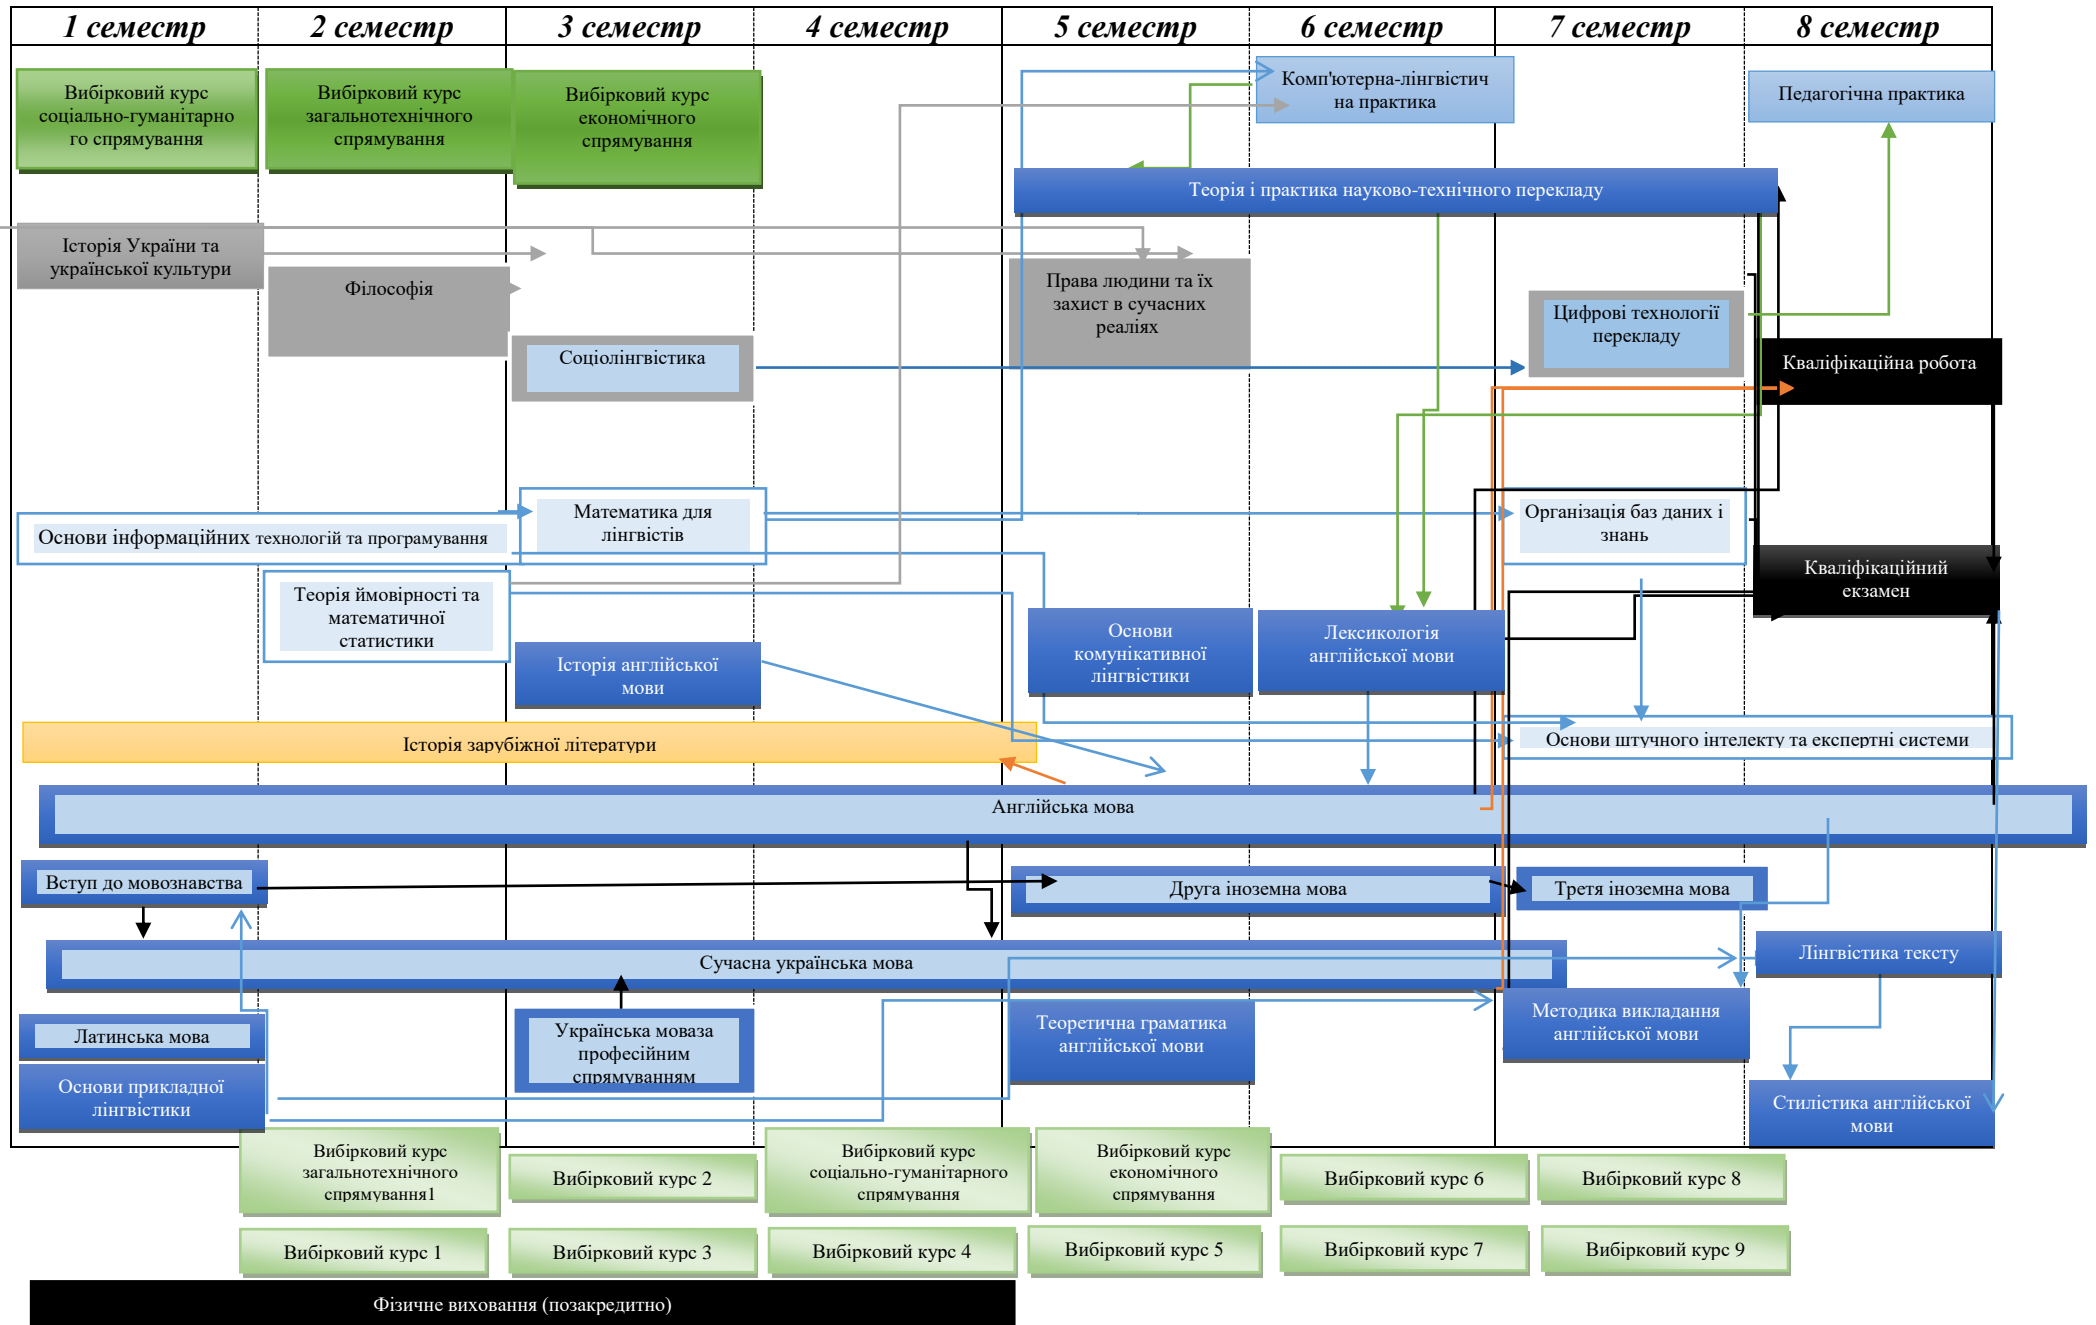 1 семестр
2 семестр
3 семестр
4 семестр
5 семестр
6 семестр
7 семестр
8 семестр
Вибірковий курс
соціально-гуманітарно
го спрямування
Вибірковий курс
загальнотехнічного
спрямування
Вибірковий курс
економічного
спрямування
Комп'ютерна-лінгвістич
на практика
Педагогічна практика
Теорія і практика науково-технічного перекладу
Історія України та
української культури
Філософія
Права людини та їх
захист в сучасних
реаліях
Соціолінгвістика
Цифрові технології
перекладу
Кваліфікаційна робота
Основи інформаційних технологій та програмування
Математика для
лінгвістів
Організація баз даних і
знань
Кваліфікаційний
екзамен
Теорія ймовірності та
математичної
статистики
Історія англійської
мови
Основи
комунікативної
лінгвістики
Лексикологія
англійської мови
Історія зарубіжної літератури
Основи штучного інтелекту та експертні системи
Англійська мова
Вступ до мовознавства
Друга іноземна мова
Третя іноземна мова
Сучасна українська мова
Лінгвістика тексту
Латинська мова
Українська моваза
професійним
спрямуванням
Теоретична граматика
англійської мови
Методика викладання
англійської мови
Основи прикладної
лінгвістики
Стилістика англійської
мови
Вибірковий курс
загальнотехнічного
спрямування1
Вибірковий курс 2
Вибірковий курс
соціально-гуманітарного
спрямування
Вибірковий курс
економічного
спрямування
Вибірковий курс 6
Вибірковий курс 8
Вибірковий курс 1
Вибірковий курс 3
Вибірковий курс 4
Вибірковий курс 5
Вибірковий курс 7
Вибірковий курс 9
Фізичне виховання (позакредитно)